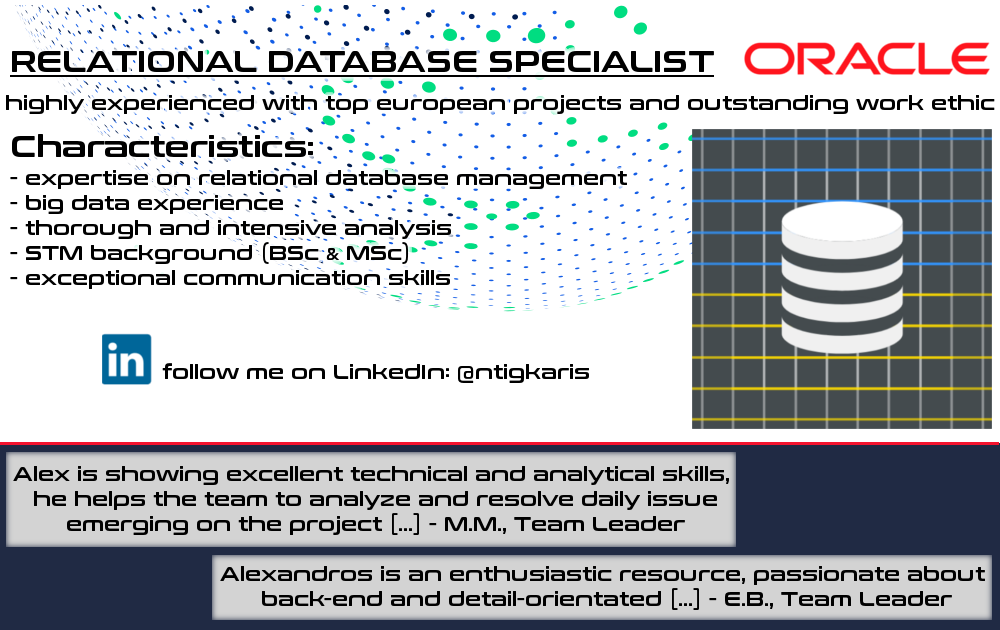 RELATIONAL DATABASE SPECIALIST
ORACLE
highly experienced with top european projects and outstanding work ethic
Characteristics:
- expertise on relational database management
- big data experience
- thorough and intensive analysis
- STM background (BSc & MSc)
- exceptional communication skills
in
follow me on LinkedIn: @ntigkaris
Alex is showing excellent technical and analytical skills,
he helps the team to analyze and resolve daily issue
emerging on the project [...] - M.M., Team Leader
Alexandros is an enthusiastic resource, passionate about
back-end and detail-orientated [...] - E.B., Team Leader